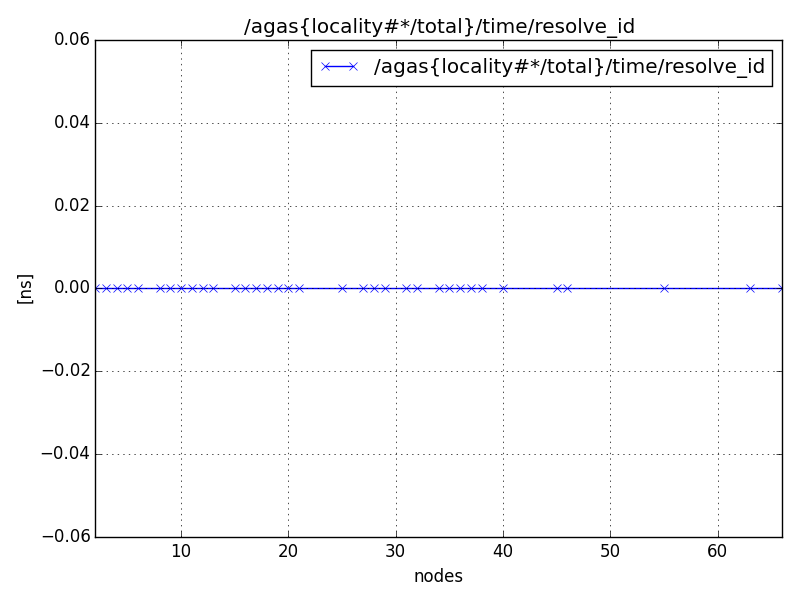 /agas{locality#*/total}/time/resolve_id
/agas{locality#*/total}/time/resolve_id
0.06
0.04
0.02
0.00
−0.02
−0.04
−0.06
[ns]
10 20 30 40 50 60
nodes